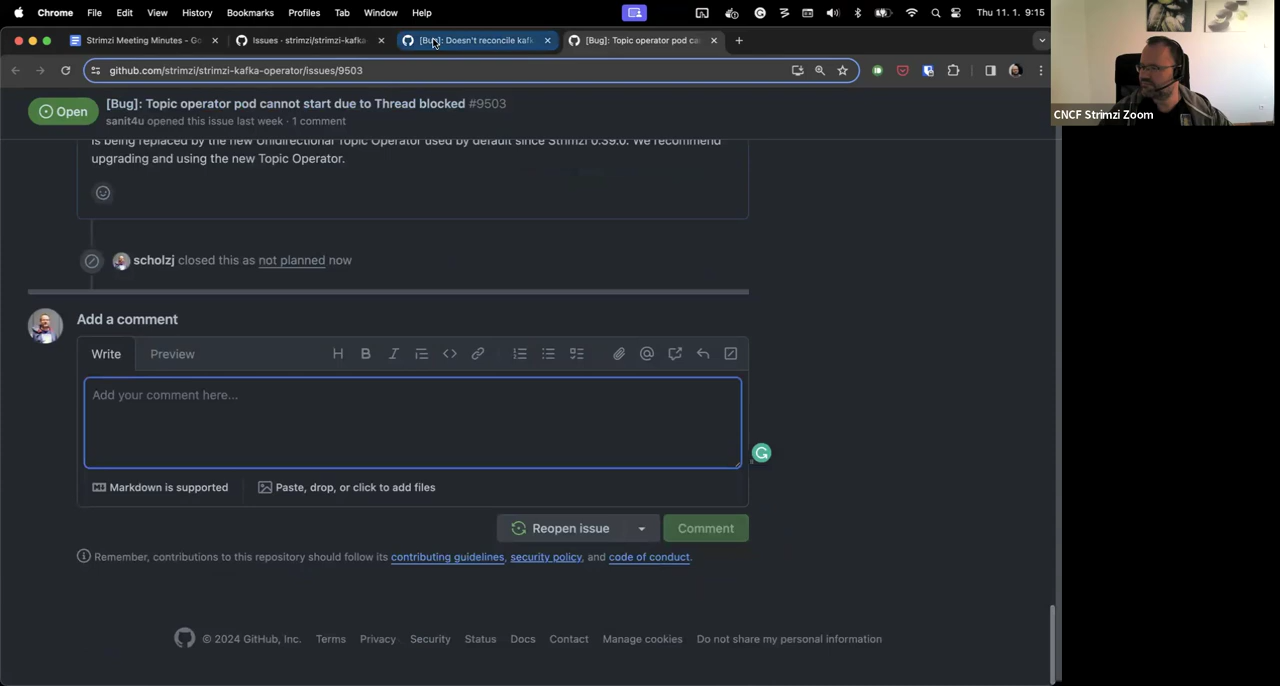 Chrome File Edit View History Bookmarks Profiles Tab Window Help Thu 11. 1. 9:15
Strimzi Meeting Minutes - Go
Issues · strimzi/strimzi-kafka
[Bug]: Doesn't reconcile kafk
[Bug]: Topic operator pod ca
github.com/strimzi/strimzi-kafka-operator/issues/9503
CNCF Strimzi Zoom
Open
[Bug]: Topic operator pod cannot start due to Thread blocked #9503
sanit4u opened this issue last week · 1 comment
is being replaced by the new Unidirectional Topic Operator used by default since Strimzi 0.39.0. We recommend
upgrading and using the new Topic Operator.
scholzj closed this as not planned now
Add a comment
Write Preview
Add your comment here...
Markdown is supported
Paste, drop, or click to add files
Reopen issue
Comment
Remember, contributions to this repository should follow its contributing guidelines, security policy, and code of conduct.
© 2024 GitHub, Inc. Terms Privacy Security Status Docs Contact Manage cookies Do not share my personal information